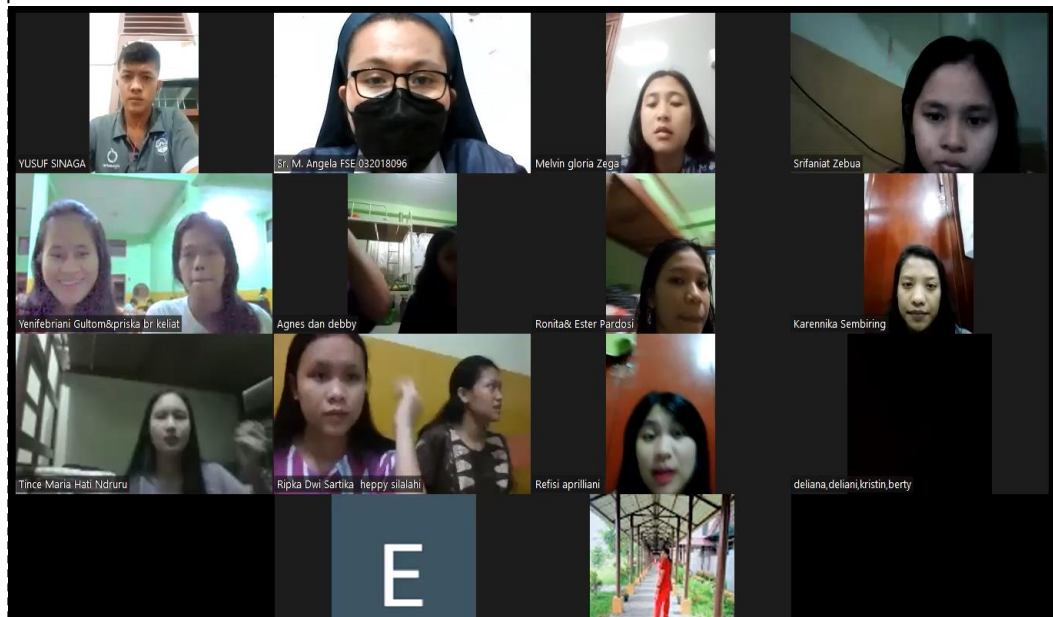 YUSUF SINAGA
Sr. M. Angela FSE 032018096
Melvin gloria Zega
Srifaniat Zebua
Yenifebriani Gultom&priska br keliat
Agnes dan debby
Ronita& Ester Pardosi
Karennika Sembiring
Tince Maria Hati Ndruru
Ripka Dwi Sartika heppy silalahi
Refisi aprilliani
deliana,deliani,kristin,berty
E